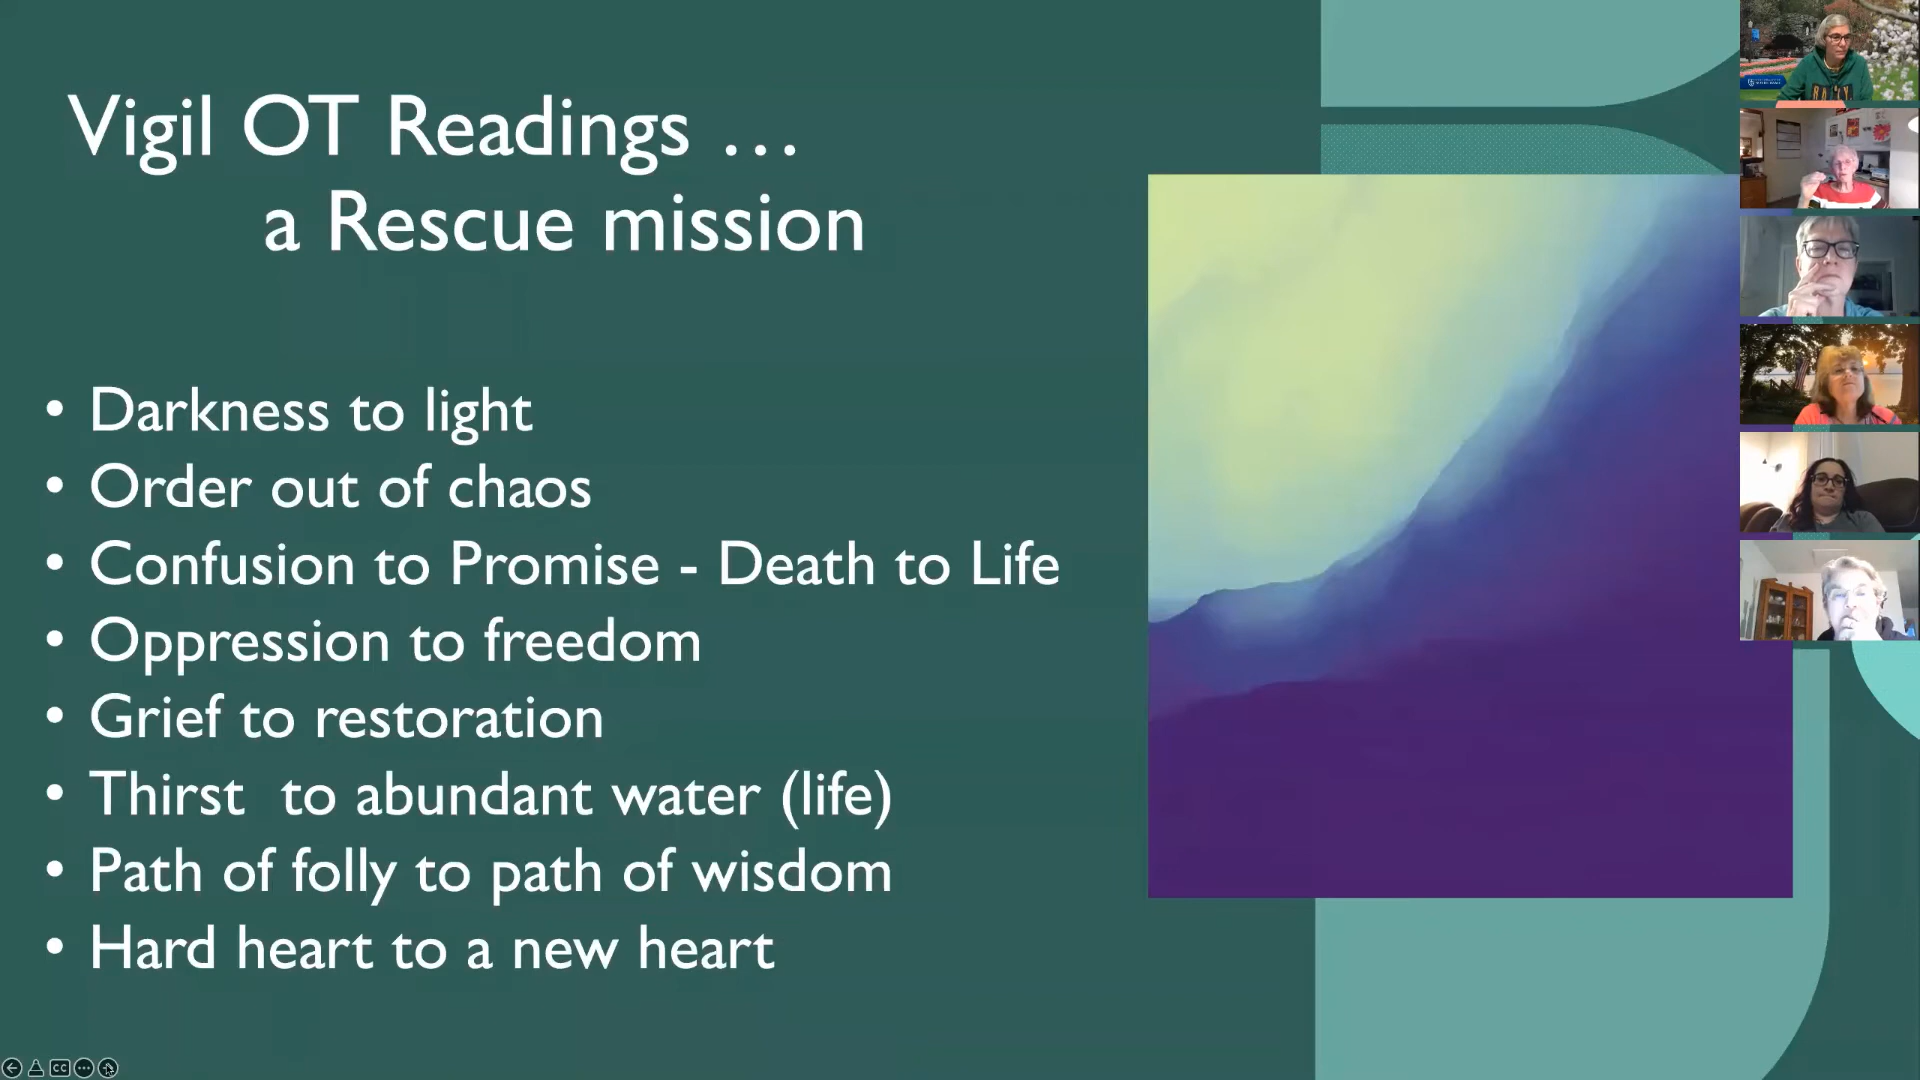 Vigil OT Readings ...
a Rescue mission
• Darkness to light
• Order out of chaos
• Confusion to Promise - Death to Life
• Oppression to freedom
• Grief to restoration
• Thirst  to abundant water (life)
• Path of folly to path of wisdom
• Hard heart to a new heart
CC